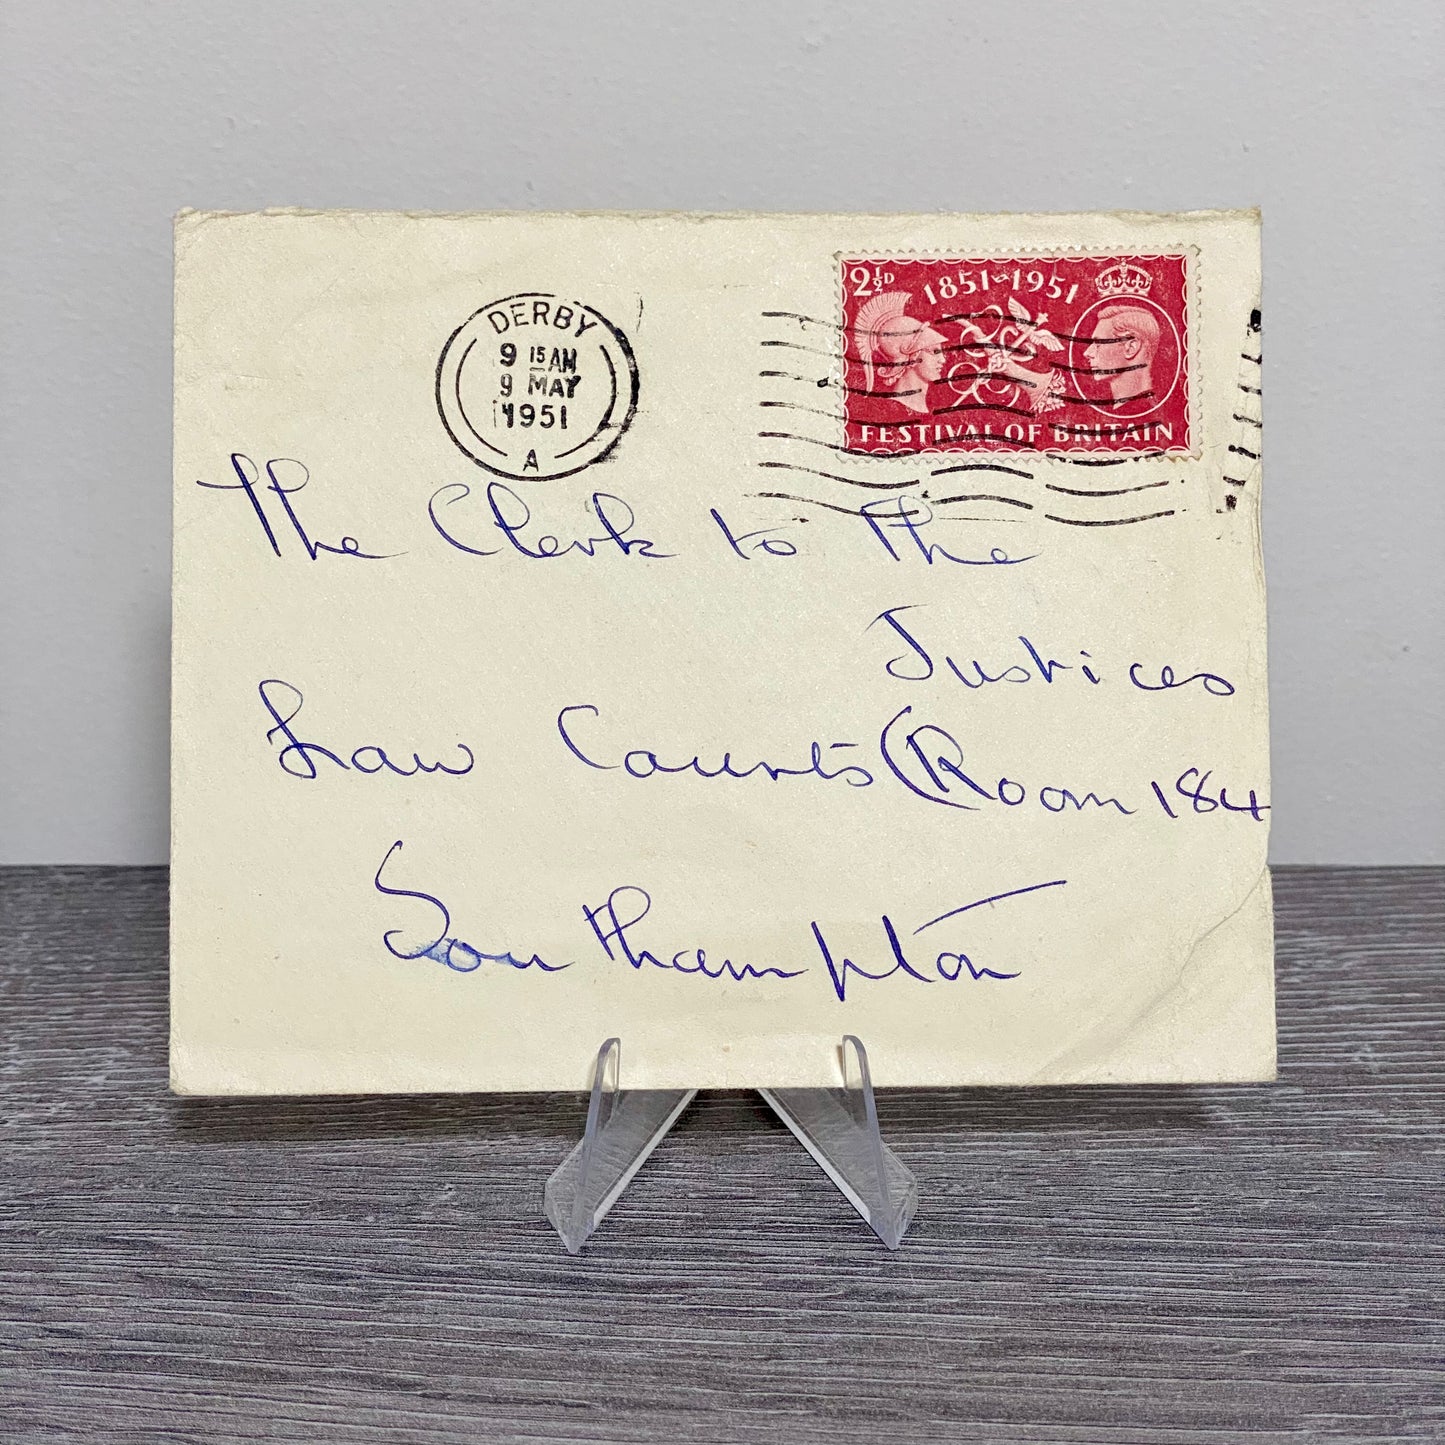 DERBY
9 15 AM
9 MAY
1951
A
2½D
1851-1951
FESTIVAL OF BRITAIN
The Clerk to the
Justices
Law Courts (Room 184
Southampton